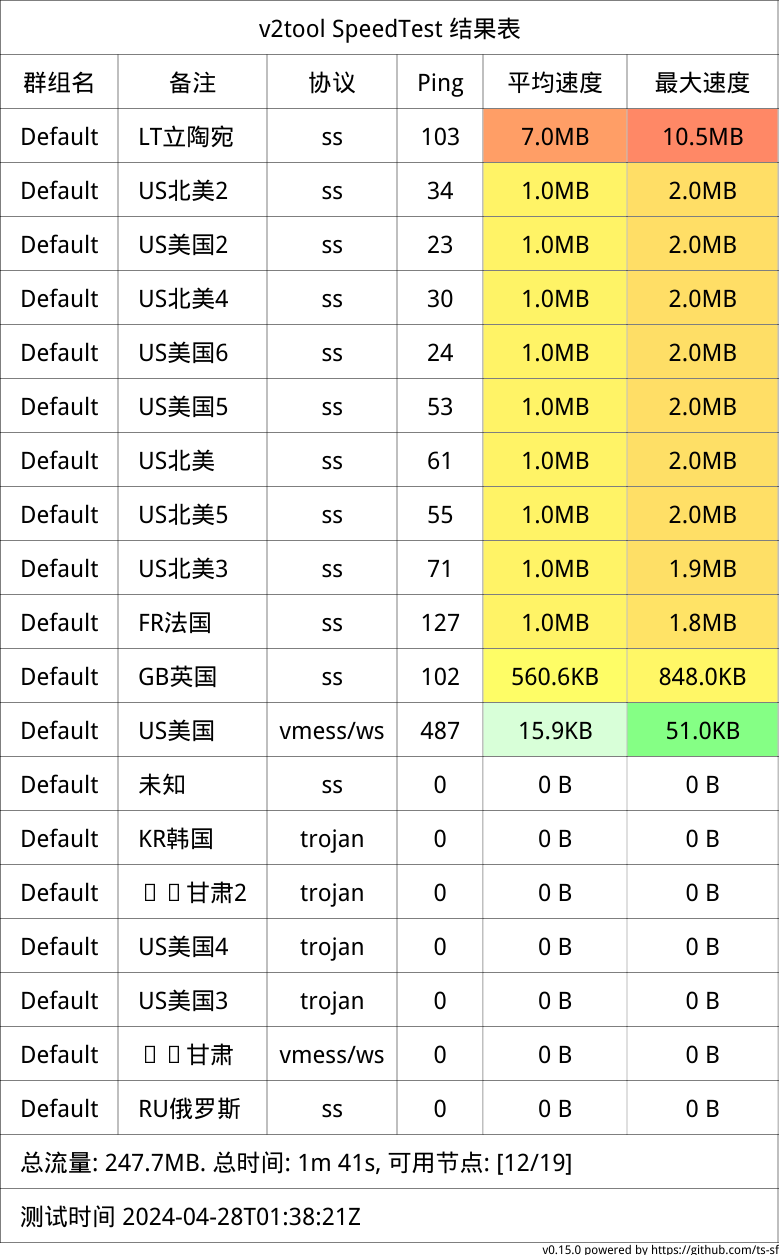 v2tool SpeedTest 结果表
群组名 备注 协议 Ping 平均速度 最大速度
Default LT立陶宛 ss 103 7.0MB 10.5MB
Default US北美2 ss 34 1.0MB 2.0MB
Default US美国2 ss 23 1.0MB 2.0MB
Default US北美4 ss 30 1.0MB 2.0MB
Default US美国6 ss 24 1.0MB 2.0MB
Default US美国5 ss 53 1.0MB 2.0MB
Default US北美 ss 61 1.0MB 2.0MB
Default US北美5 ss 55 1.0MB 2.0MB
Default US北美3 ss 71 1.0MB 1.9MB
Default FR法国 ss 127 1.0MB 1.8MB
Default GB英国 ss 102 560.6KB 848.0KB
Default US美国 vmess/ws 487 15.9KB 51.0KB
Default 未知 ss 0 0 B 0 B
Default KR韩国 trojan 0 0 B 0 B
Default 甘肃2 trojan 0 0 B 0 B
Default US美国4 trojan 0 0 B 0 B
Default US美国3 trojan 0 0 B 0 B
Default 甘肃 vmess/ws 0 0 B 0 B
Default RU俄罗斯 ss 0 0 B 0 B
总流量: 247.7MB. 总时间: 1m 41s, 可用节点: [12/19]
测试时间 2024-04-28T01:38:21Z
v0.15.0 powered by https://github.com/ts-sf